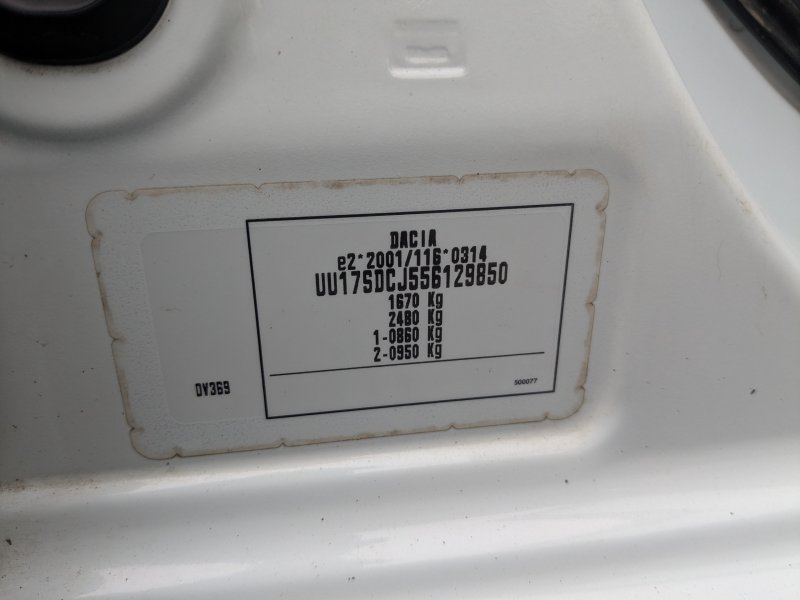 DACIA
e2*2001/116*0314
UU17SDCJ556129850
1670 Kg
2480 Kg
1-0860 Kg
2-0950 Kg
DV369
500077